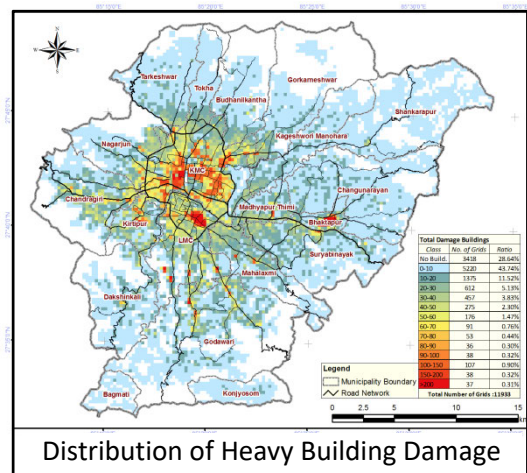 Tarkeshwar
Tokha
Budhanilkantha
Gorkarneshwar
Shankarapur
Kageshwori Manohara
Nagarjun
KMC
Changunarayan
Chandragiri
Madhyapur Thimi
Bhaktapur
Kirtipur
LMC
Suryabinayak
Mahalaxmi
Dakshinkali
Godawari
Bagmati
Konjyosom
Total Damage Buildings
Class No. of Grids Ratio
No Build. 3418 28.64%
0-10 5220 43.74%
10-20 1375 11.52%
20-30 612 5.13%
30-40 457 3.83%
40-50 275 2.30%
50-60 176 1.47%
60-70 91 0.76%
70-80 53 0.44%
80-90 36 0.30%
90-100 38 0.32%
100-150 107 0.90%
150-200 38 0.32%
>200 37 0.31%
Total Number of Grids :11933
Legend
Municipality Boundary
Road Network
0 2.5 5 10 15
Distribution of Heavy Building Damage